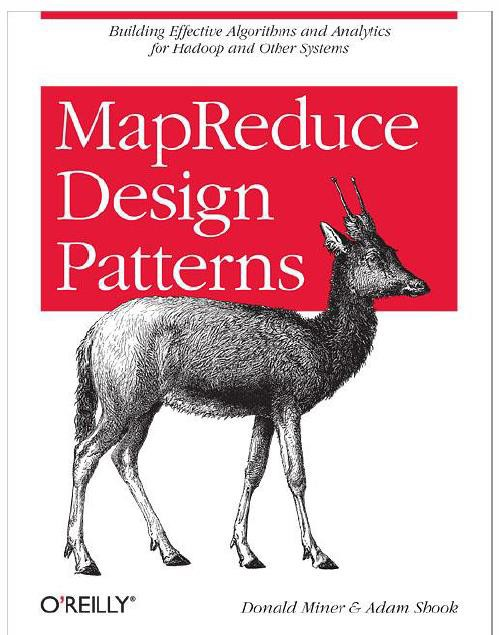 Building Effective Algorithms and Analytics
for Hadoop and Other Systems
MapReduce
Design
Patterns
O'REILLY®
Donald Miner & Adam Shook